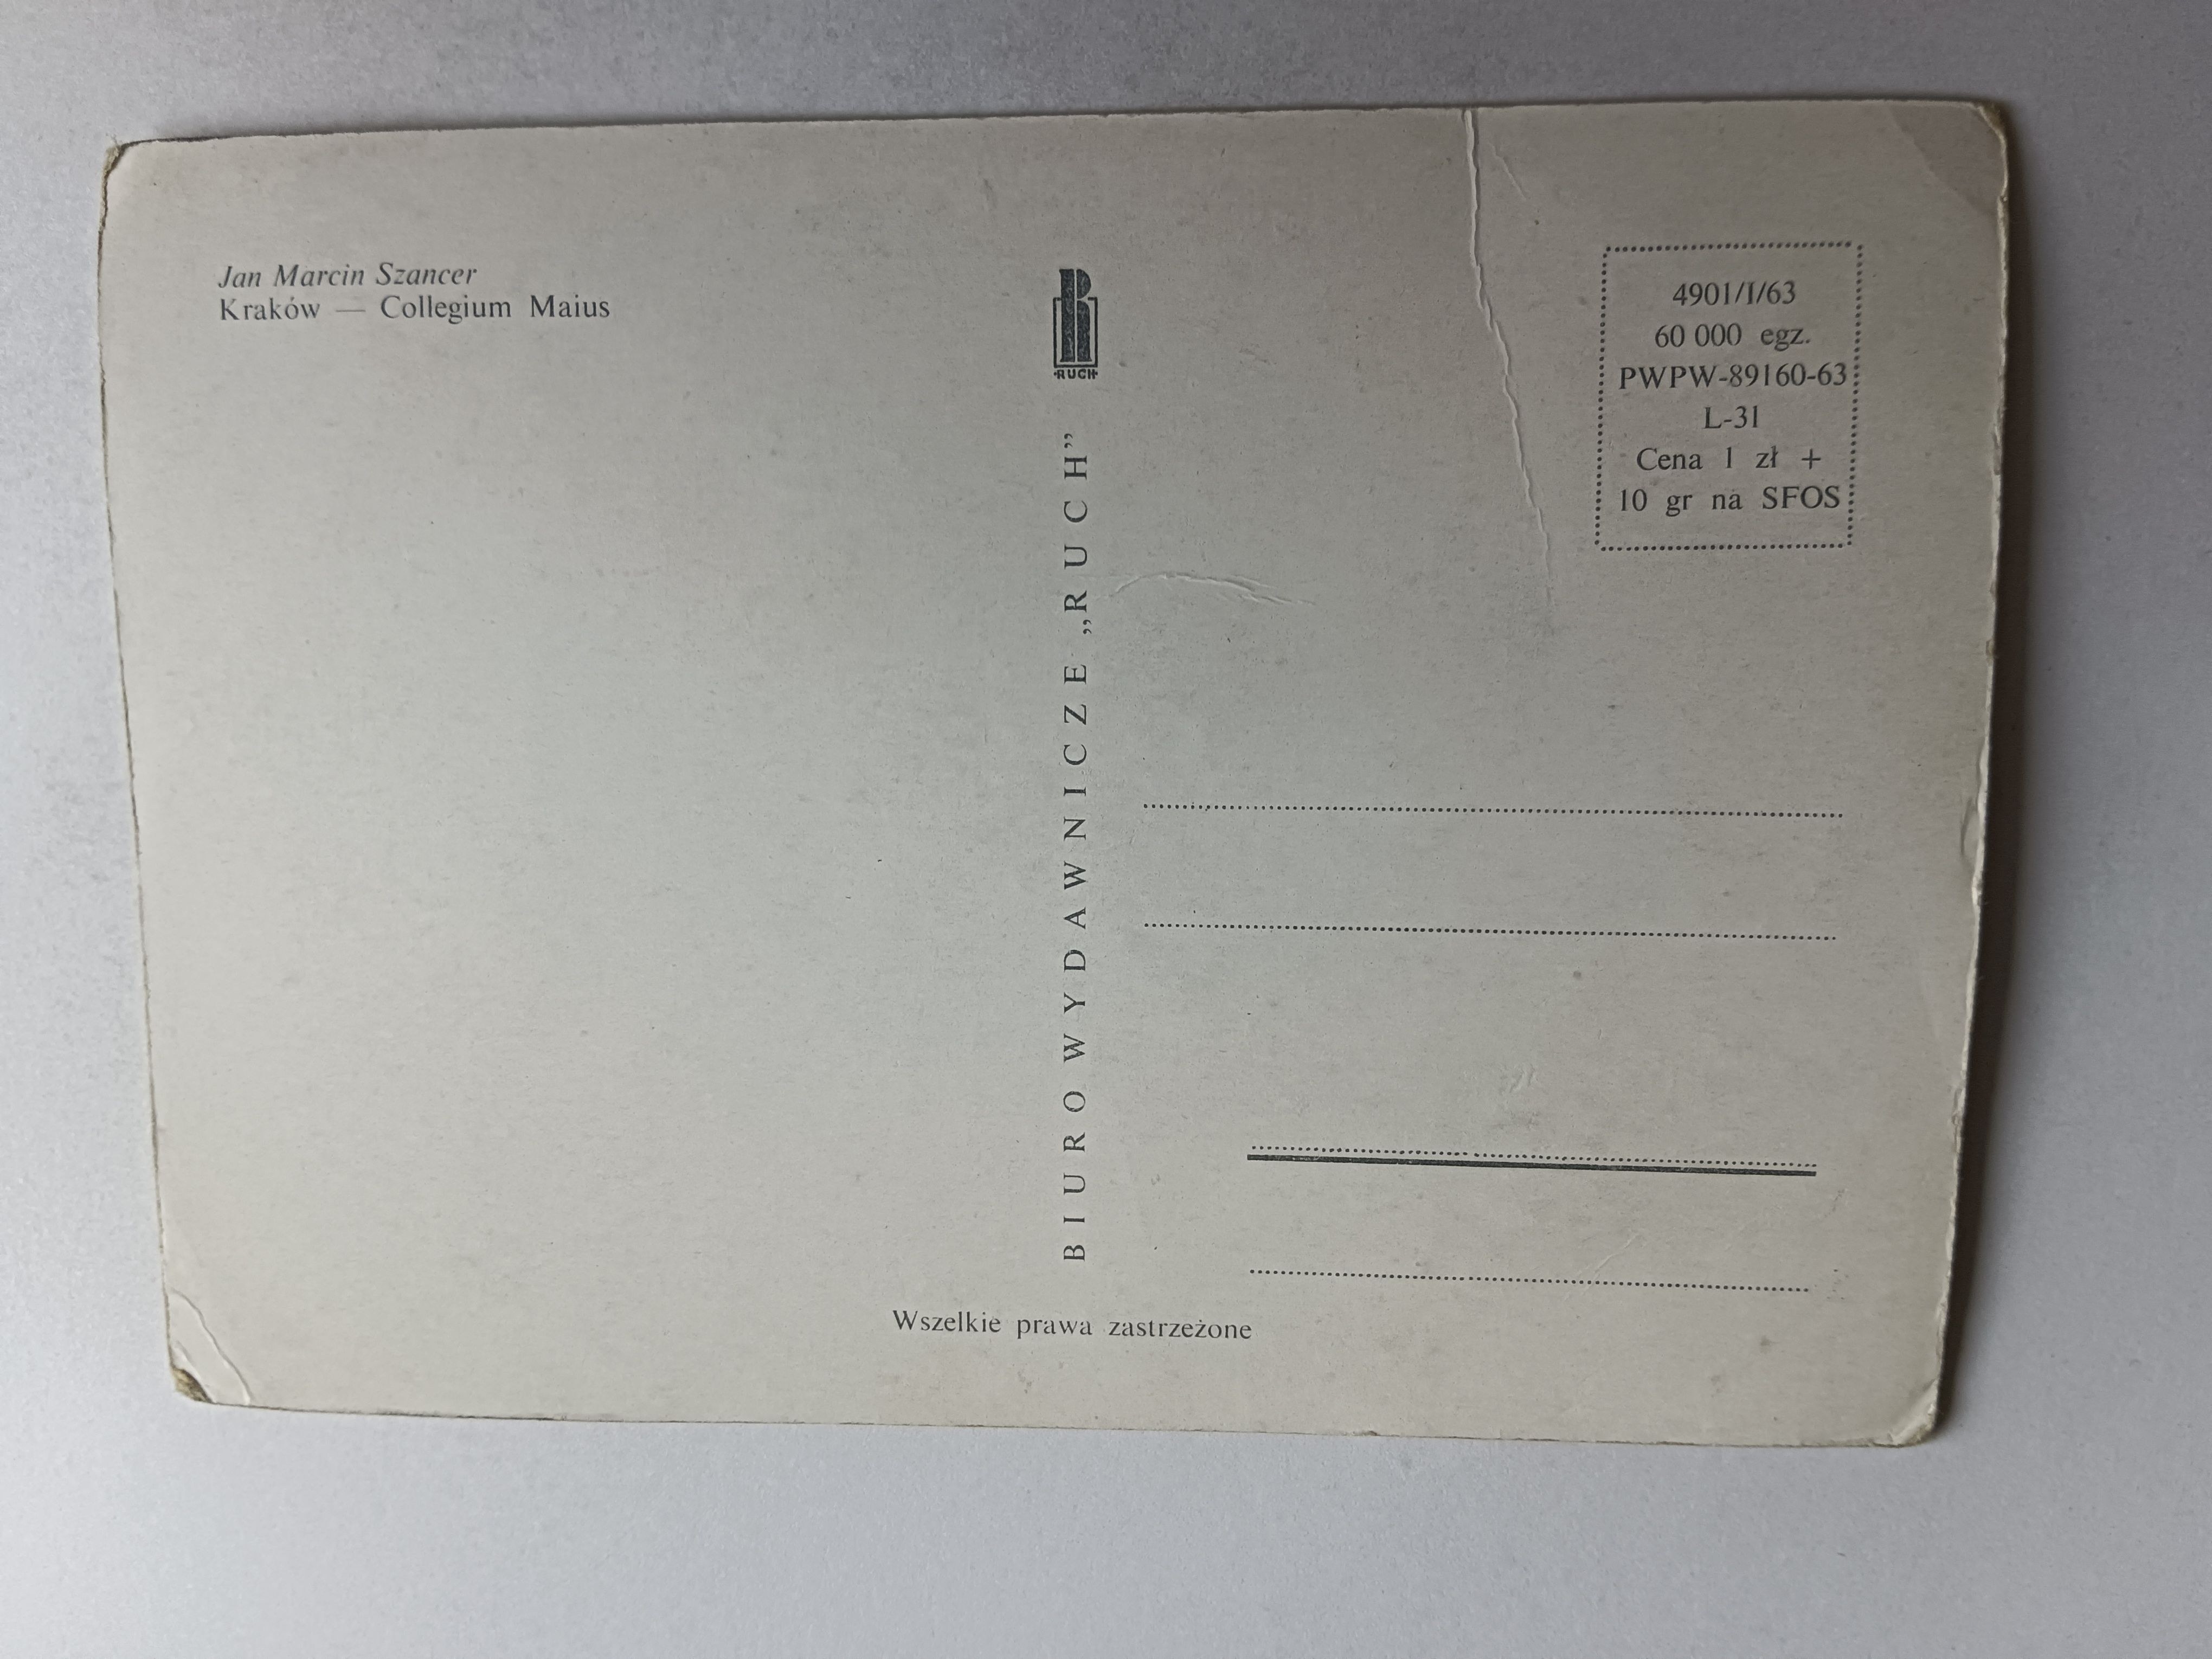 Jan Marcin Szancer
Kraków — Collegium Maius
RUCH
BIURO WYDAWNICZE „RUCH”
4901/I/63
60 000 egz.
PWPW-89160-63
L-31
Cena 1 zł +
10 gr na SFOS
Wszelkie prawa zastrzeżone